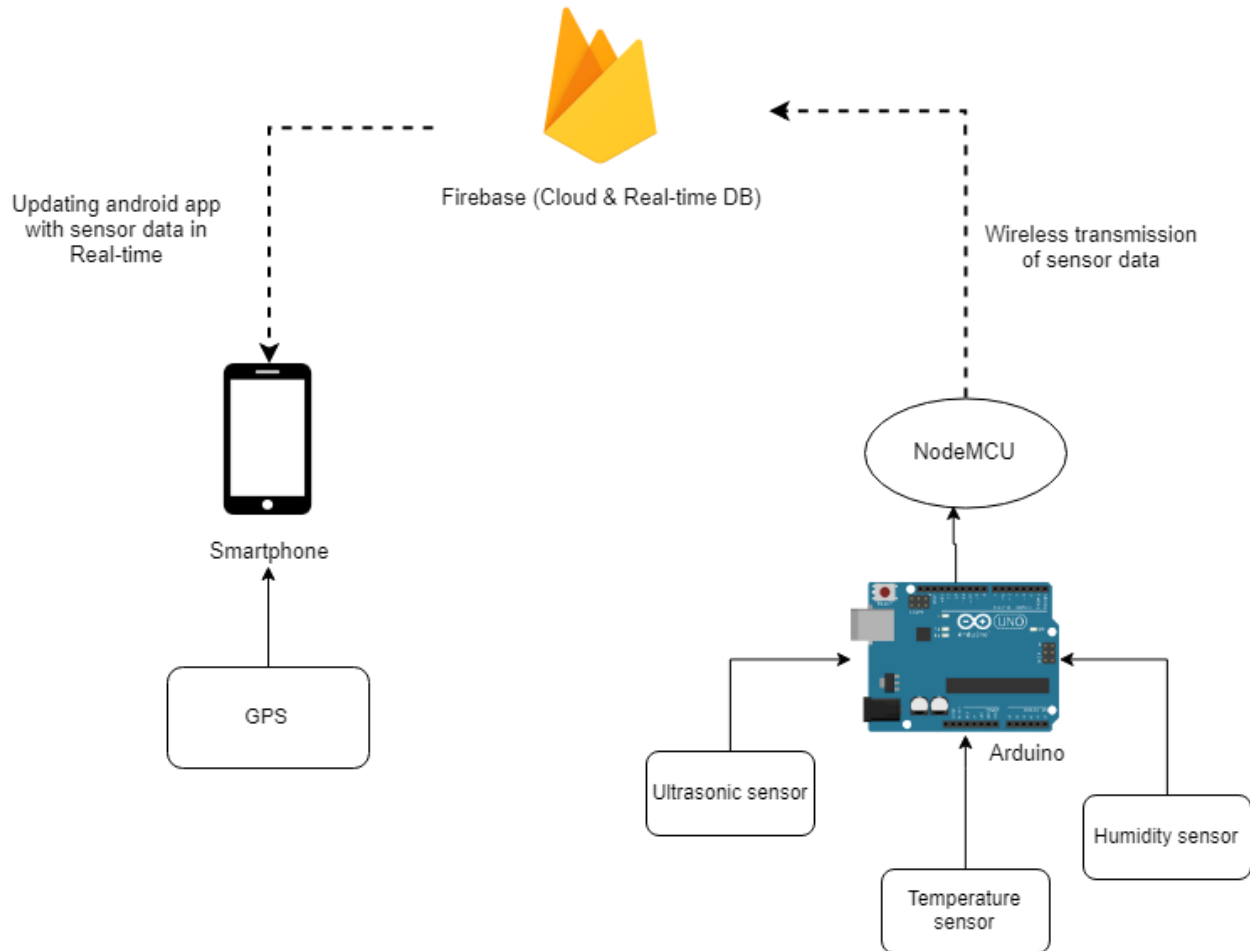 Firebase (Cloud & Real-time DB)
Updating android app
with sensor data in
Real-time
Wireless transmission
of sensor data
NodeMCU
Smartphone
UNO
Arduino
GPS
Ultrasonic sensor
Humidity sensor
Temperature
sensor